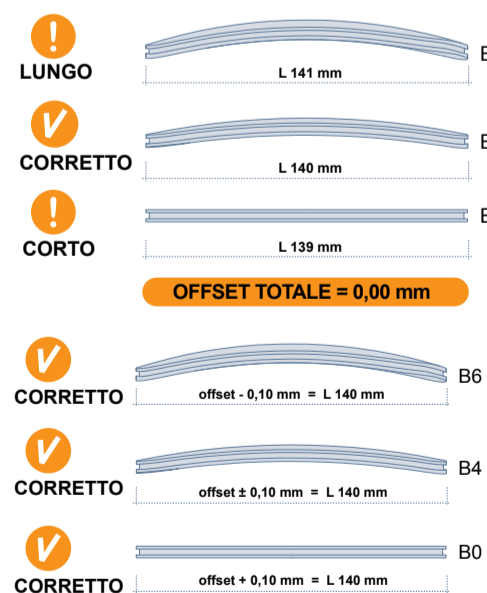 LUNGO
L 141 mm
CORRETTO
L 140 mm
CORTO
L 139 mm
OFFSET TOTALE = 0,00 mm
CORRETTO
B6
offset - 0,10 mm = L 140 mm
CORRETTO
B4
offset ± 0,10 mm = L 140 mm
CORRETTO
B0
offset + 0,10 mm = L 140 mm